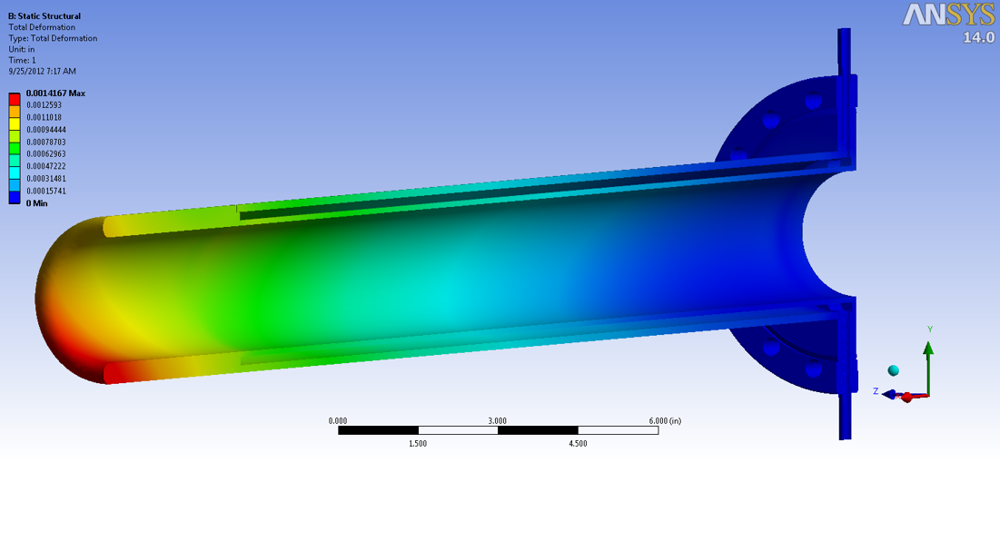 B: Static Structural
Total Deformation
Type: Total Deformation
Unit: in
Time: 1
9/25/2012 7:17 AM
0.0014167 Max
0.0012593
0.0011018
0.00094444
0.00078703
0.00062963
0.00047222
0.00031481
0.00015741
0 Min
ANSYS
14.0
Y
Z
0.000 3.000 6.000 (in)
1.500 4.500